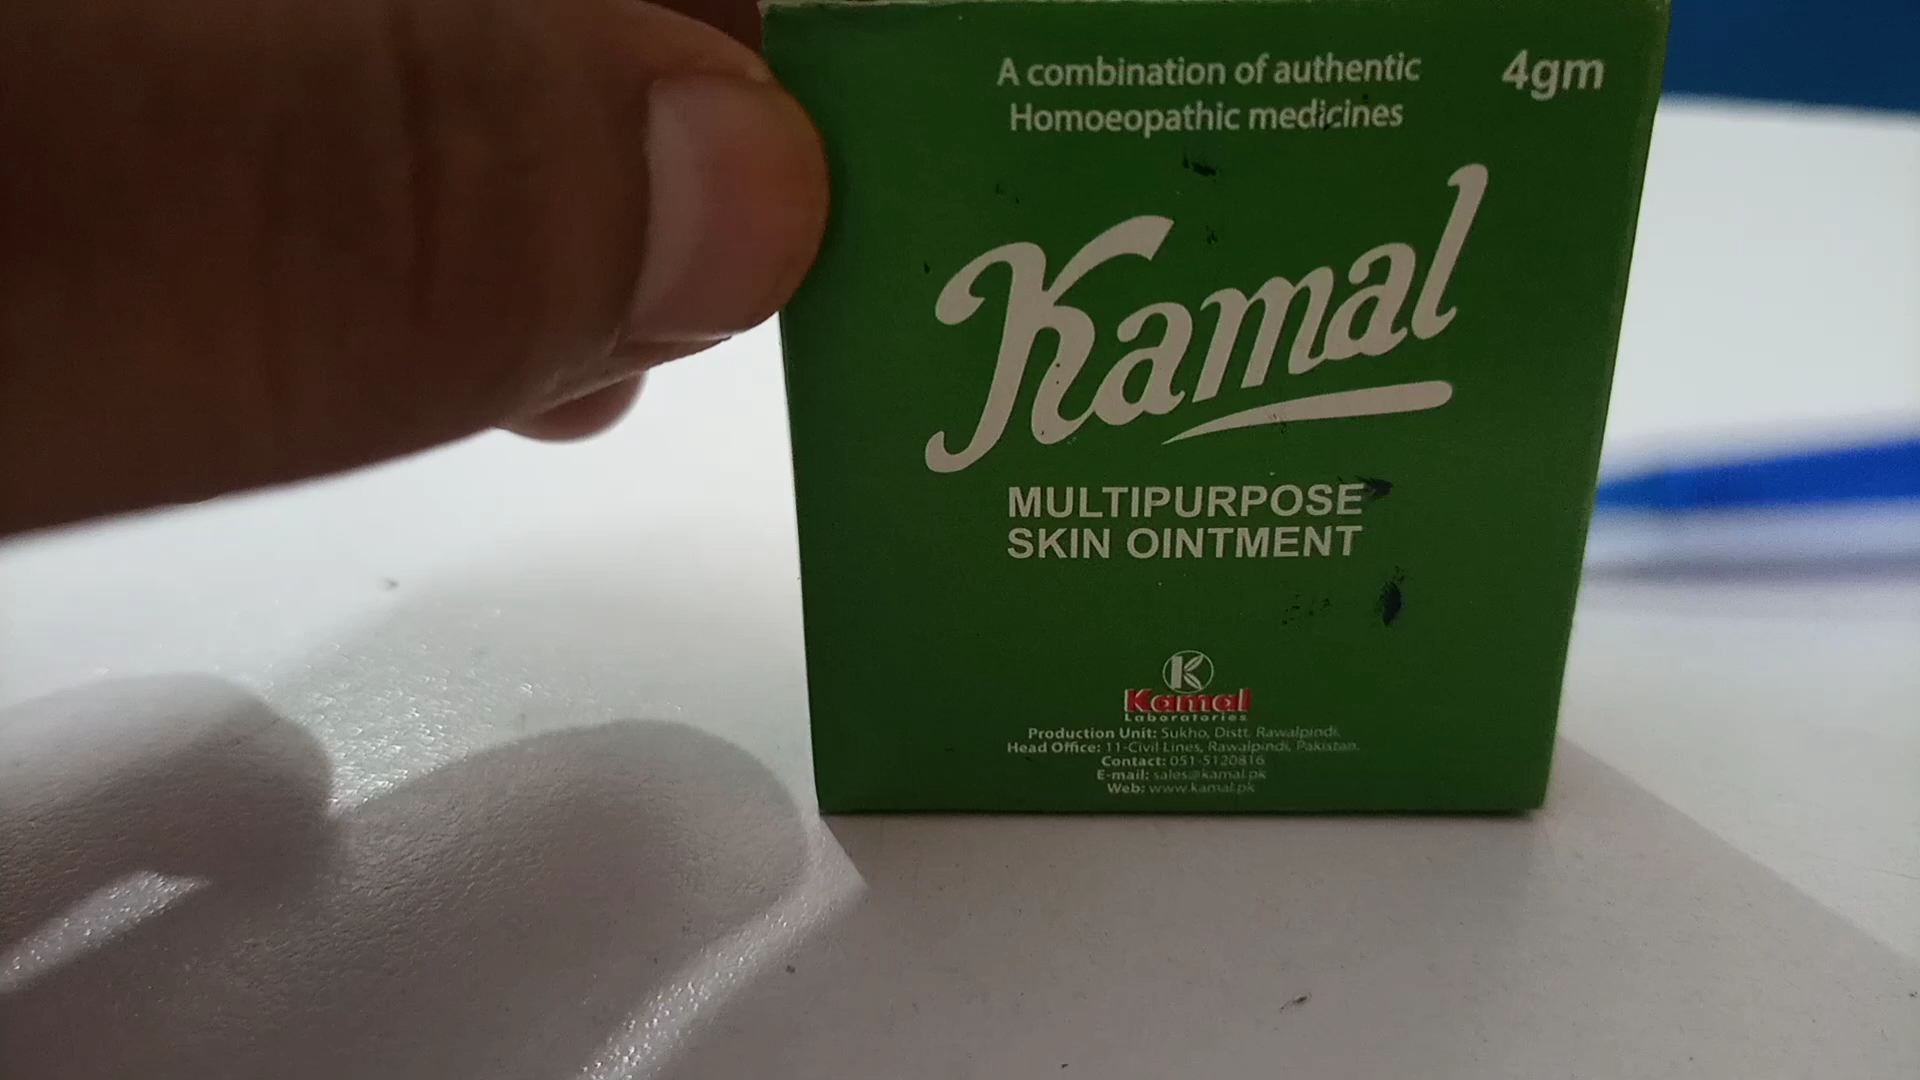 A combination of authentic
Homoeopathic medicines
4gm
Kamal
MULTIPURPOSE
SKIN OINTMENT
K
Kamal
Laboratories
Production Unit: Sukho, Distt. Rawalpindi.
Head Office: 11-Civil Lines, Rawalpindi, Pakistan.
Contact: 051-5120816
E-mail: sales@kamal.pk
Web: www.kamal.pk